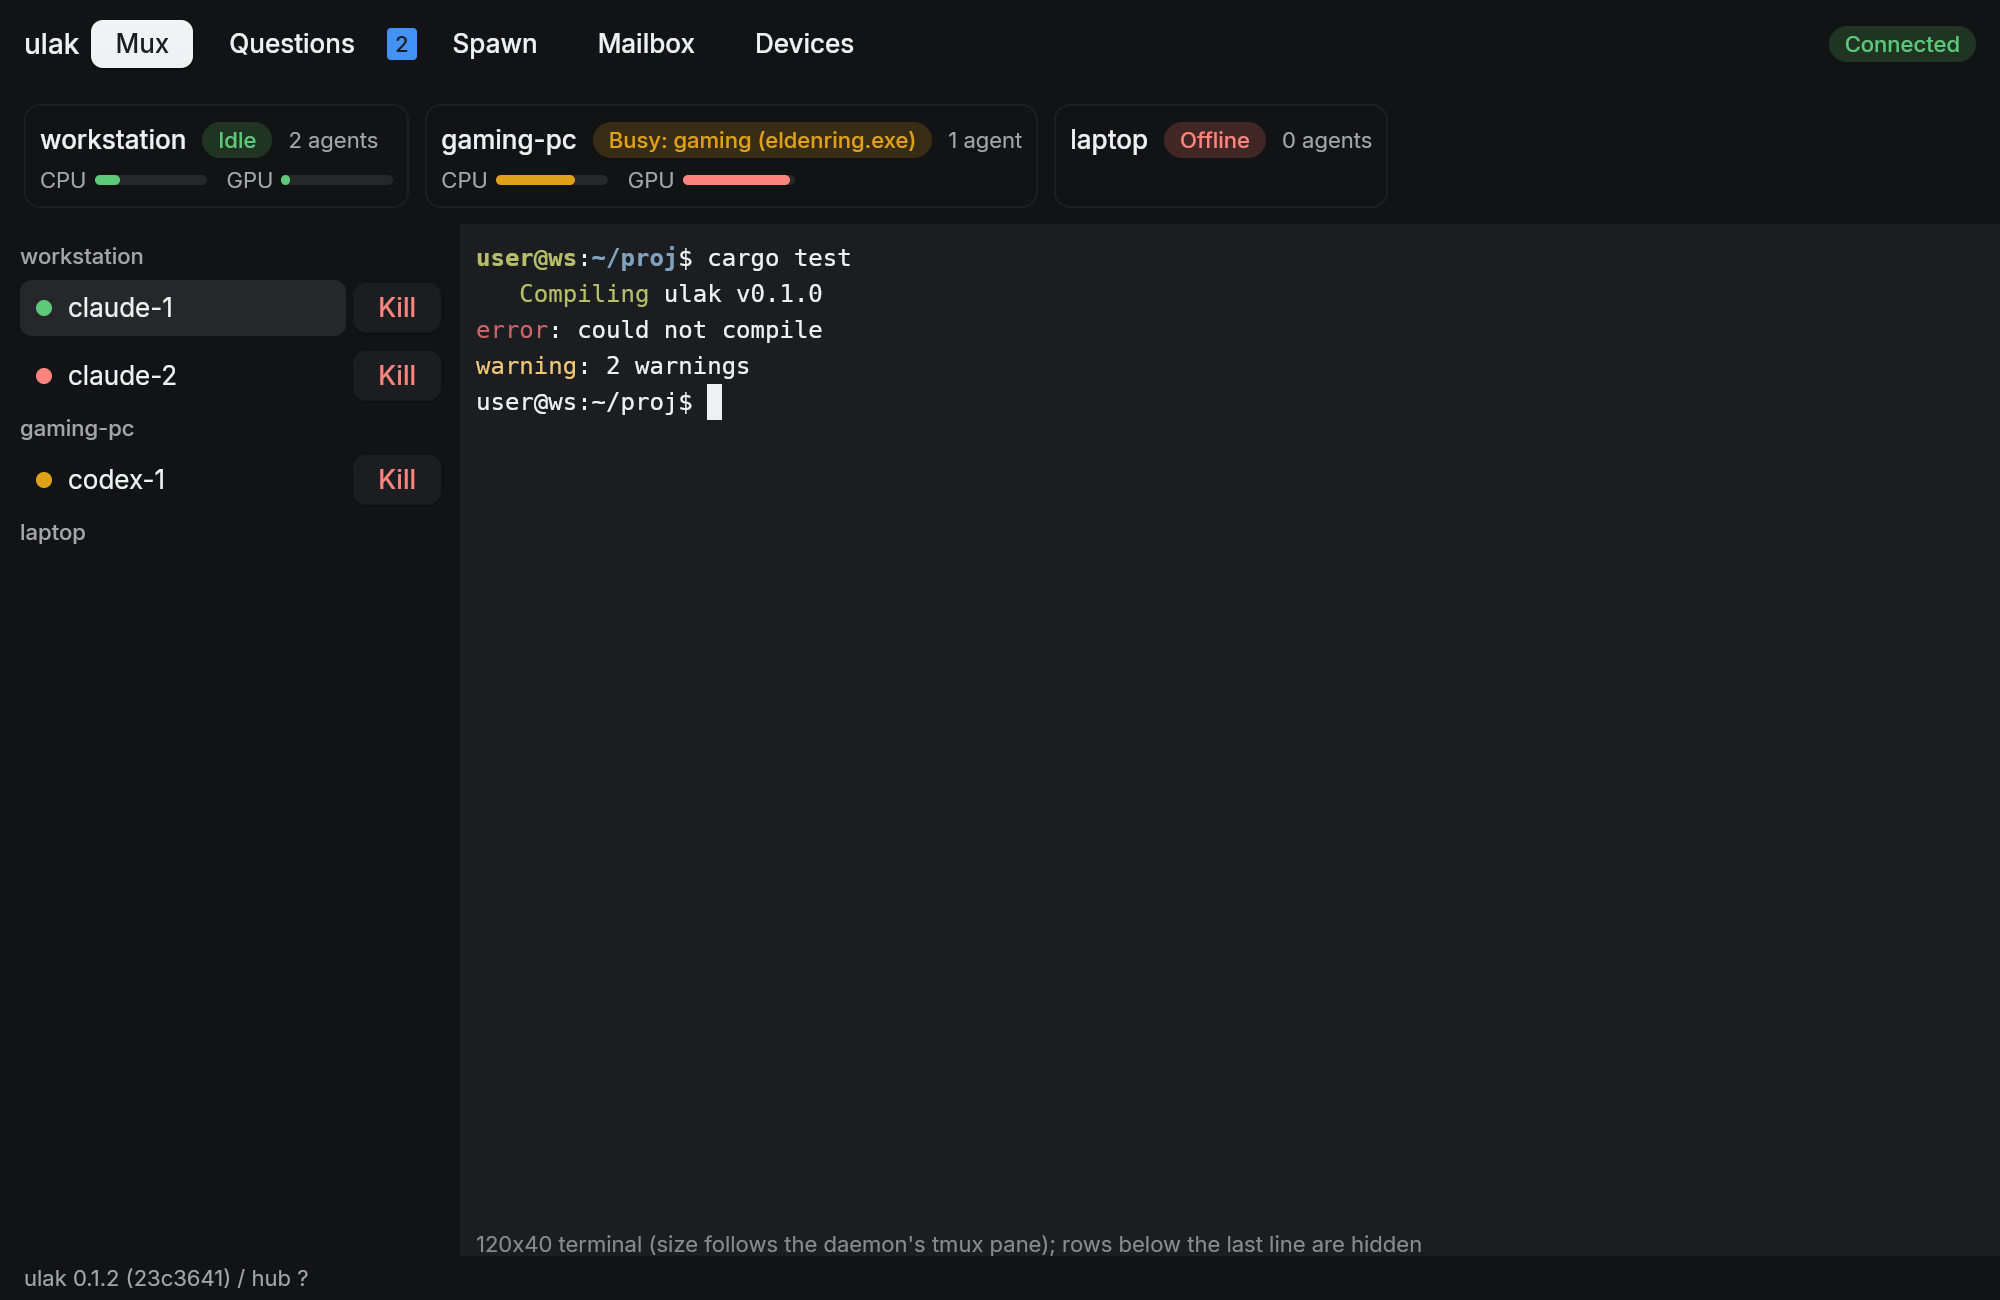 ulak Mux Questions 2 Spawn Mailbox Devices Connected
workstation Idle 2 agents
CPU GPU
gaming-pc Busy: gaming (eldenring.exe) 1 agent
CPU GPU
laptop Offline 0 agents
workstation
claude-1 Kill
claude-2 Kill
gaming-pc
codex-1 Kill
laptop
user@ws:~/proj$ cargo test
   Compiling ulak v0.1.0
error: could not compile
warning: 2 warnings
user@ws:~/proj$
120x40 terminal (size follows the daemon's tmux pane); rows below the last line are hidden
ulak 0.1.2 (23c3641) / hub ?